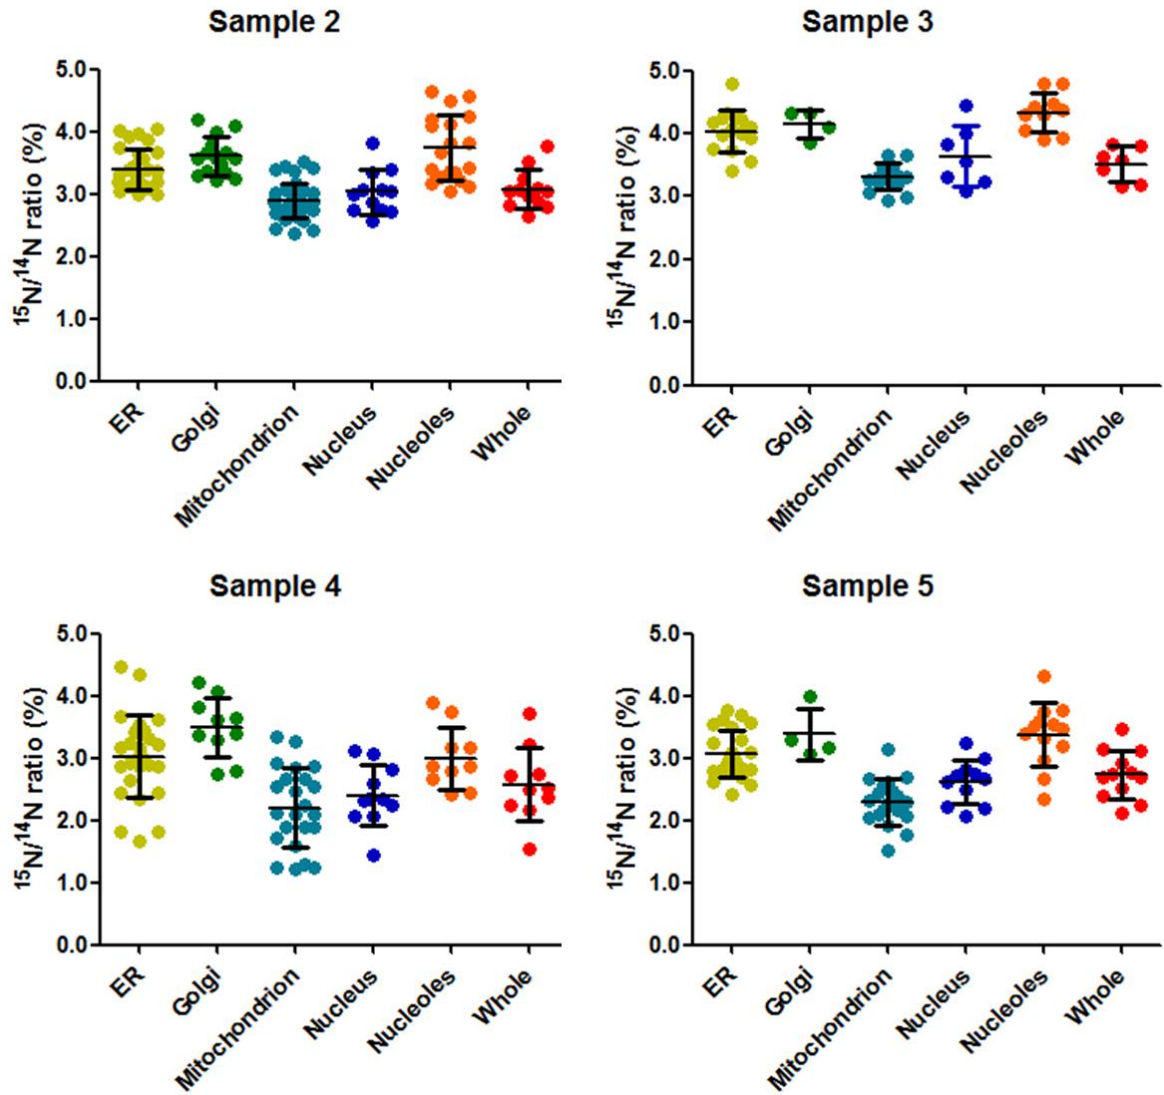 Sample 2
5.0
4.0
3.0
2.0
1.0
0.0
¹⁵N/¹⁴N ratio (%)
ER
Golgi
Mitochondrion
Nucleus
Nucleoles
Whole
Sample 3
5.0
4.0
3.0
2.0
1.0
0.0
¹⁵N/¹⁴N ratio (%)
ER
Golgi
Mitochondrion
Nucleus
Nucleoles
Whole
Sample 4
5.0
4.0
3.0
2.0
1.0
0.0
¹⁵N/¹⁴N ratio (%)
ER
Golgi
Mitochondrion
Nucleus
Nucleoles
Whole
Sample 5
5.0
4.0
3.0
2.0
1.0
0.0
¹⁵N/¹⁴N ratio (%)
ER
Golgi
Mitochondrion
Nucleus
Nucleoles
Whole